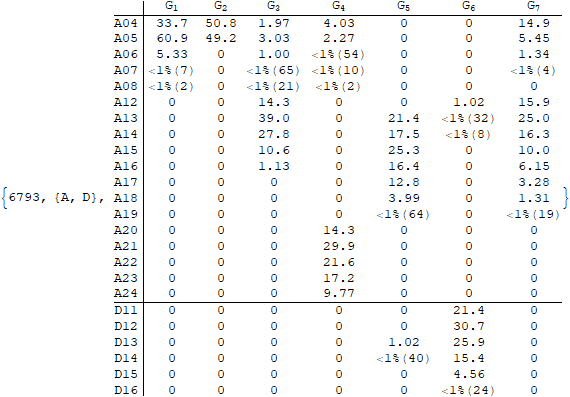 G₁ G₂ G₃ G₄ G₅ G₆ G₇
A04 33.7 50.8 1.97 4.03 0 0 14.9
A05 60.9 49.2 3.03 2.27 0 0 5.45
A06 5.33 0 1.00 <1%(54) 0 0 1.34
A07 <1%(7) 0 <1%(65) <1%(10) 0 0 <1%(4)
A08 <1%(2) 0 <1%(21) <1%(2) 0 0 0
A12 0 0 14.3 0 0 1.02 15.9
A13 0 0 39.0 0 21.4 <1%(32) 25.0
A14 0 0 27.8 0 17.5 <1%(8) 16.3
A15 0 0 10.6 0 25.3 0 10.0
A16 0 0 1.13 0 16.4 0 6.15
A17 0 0 0 0 12.8 0 3.28
{6793, {A, D}, A18 0 0 0 0 3.99 0 1.31 }
A19 0 0 0 0 <1%(64) 0 <1%(19)
A20 0 0 0 14.3 0 0 0
A21 0 0 0 29.9 0 0 0
A22 0 0 0 21.6 0 0 0
A23 0 0 0 17.2 0 0 0
A24 0 0 0 9.77 0 0 0
D11 0 0 0 0 0 21.4 0
D12 0 0 0 0 0 30.7 0
D13 0 0 0 0 1.02 25.9 0
D14 0 0 0 0 <1%(40) 15.4 0
D15 0 0 0 0 0 4.56 0
D16 0 0 0 0 0 <1%(24) 0